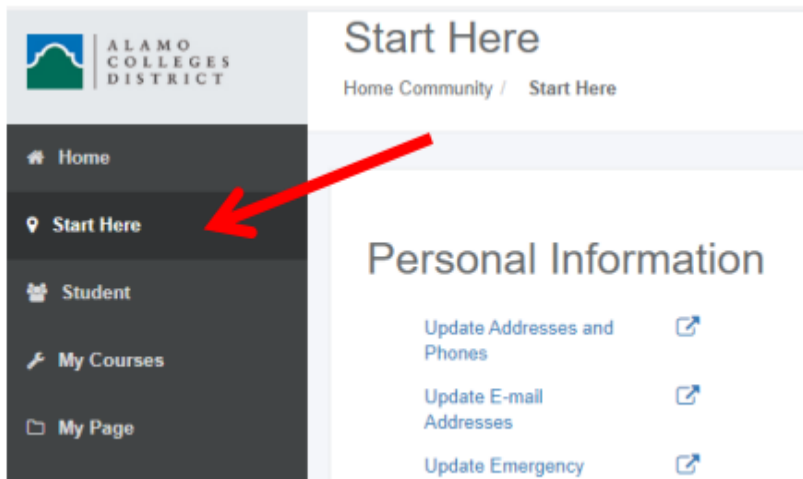 ALAMO
COLLEGES
DISTRICT
Start Here
Home Community / Start Here
Home
Start Here
Student
My Courses
My Page
Personal Information
Update Addresses and
Phones
Update E-mail
Addresses
Update Emergency